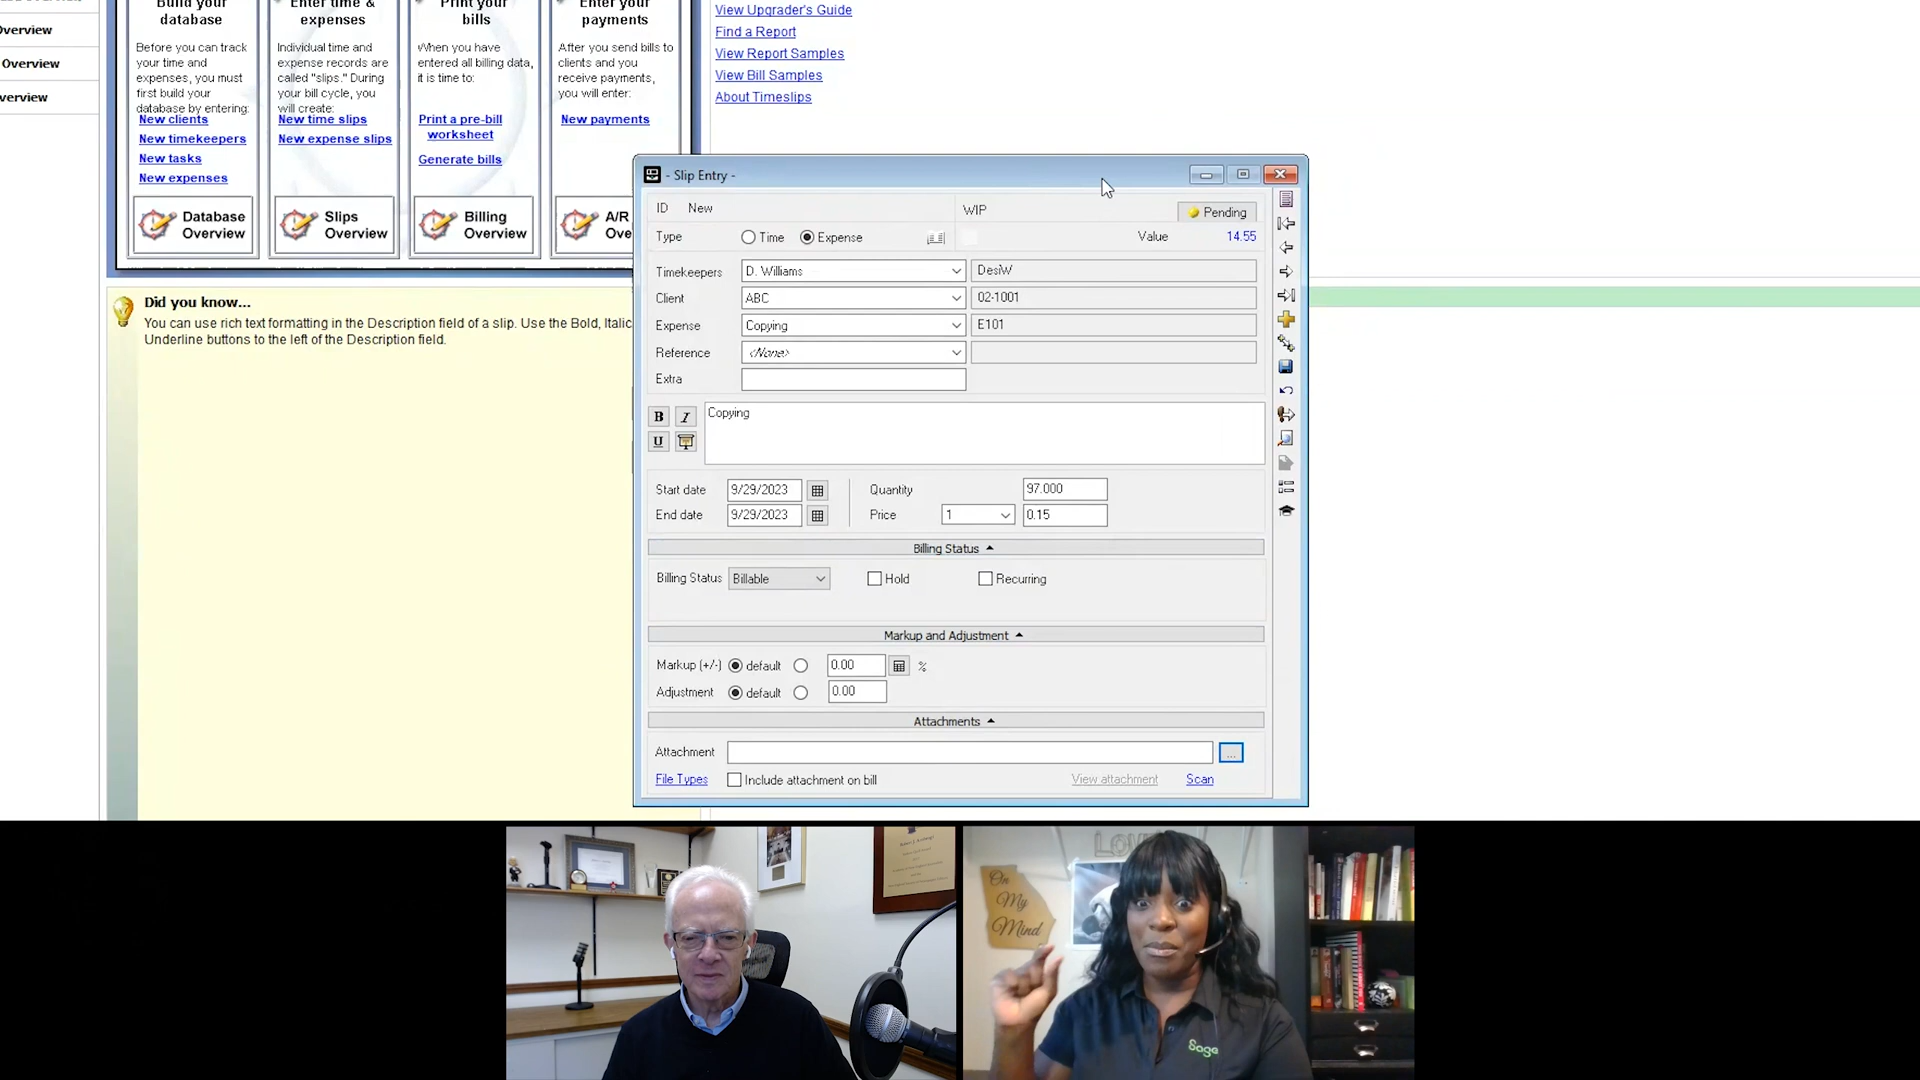 overview
Overview
Overview
verview
Build your
database
Before you can track
your time and
expenses, you must
first build your
database by entering:
New clients
New timekeepers
New tasks
New expenses
Database
Overview
Enter time &
expenses
Individual time and
expense records are
called "slips." During
your bill cycle, you
will create:
New time slips
New expense slips
Slips
Overview
Print your
bills
When you have
entered all billing data,
it is time to:
Print a pre-bill
worksheet
Generate bills
Billing
Overview
Enter your
payments
After you send bills to
clients and you
receive payments,
you will enter:
New payments
A/R
Ove
View Upgrader's Guide
Find a Report
View Report Samples
View Bill Samples
About Timeslips
Did you know...
You can use rich text formatting in the Description field of a slip. Use the Bold, Italic
Underline buttons to the left of the Description field.
- Slip Entry -
ID New WIP Pending
Type Time Expense Value 14.55
Timekeepers D. Williams DesiW
Client ABC 02-1001
Expense Copying E101
Reference <None>
Extra
B I
U
Copying
Start date 9/29/2023 Quantity 97.000
End date 9/29/2023 Price 1 0.15
Billing Status
Billing Status Billable Hold Recurring
Markup and Adjustment
Markup (+/-) default 0.00 %
Adjustment default 0.00
Attachments
Attachment ...
File Types Include attachment on bill View attachment Scan
LOVE
On
My
Mind
Sage